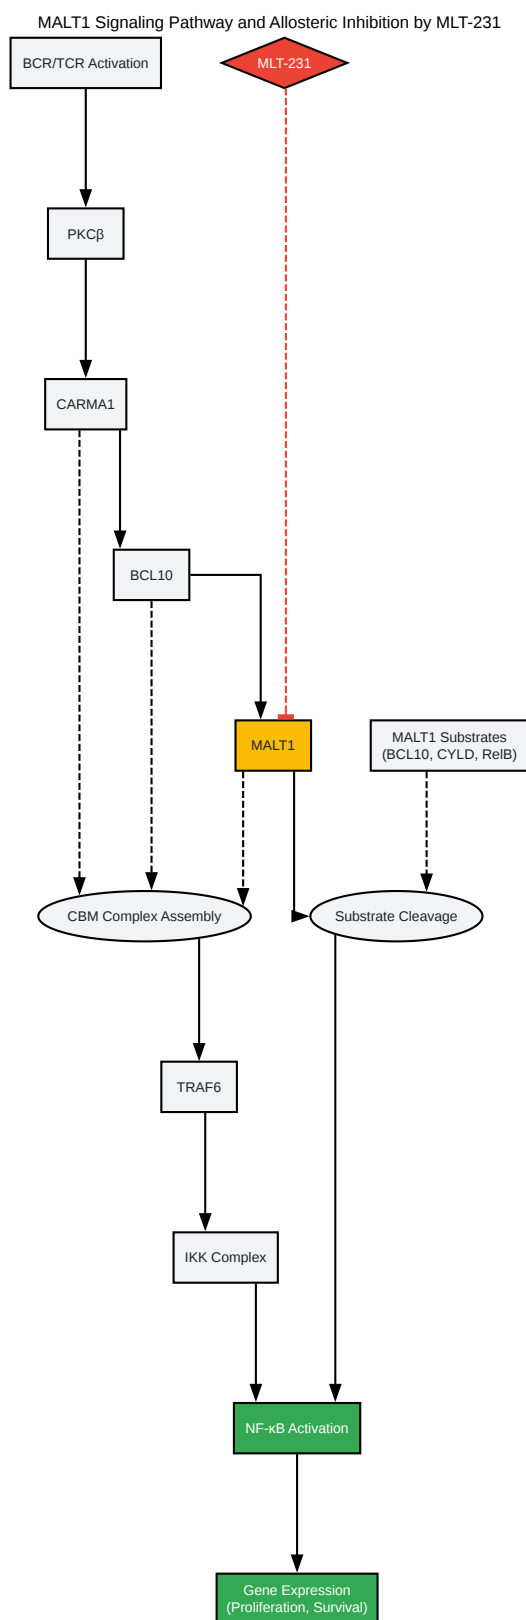 MALT1 Signaling Pathway and Allosteric Inhibition by MLT-231
BCR/TCR Activation
MLT-231
PKCβ
CARMA1
BCL10
MALT1
MALT1 Substrates
(BCL10, CYLD, RelB)
CBM Complex Assembly
Substrate Cleavage
TRAF6
IKK Complex
NF-κB Activation
Gene Expression
(Proliferation, Survival)